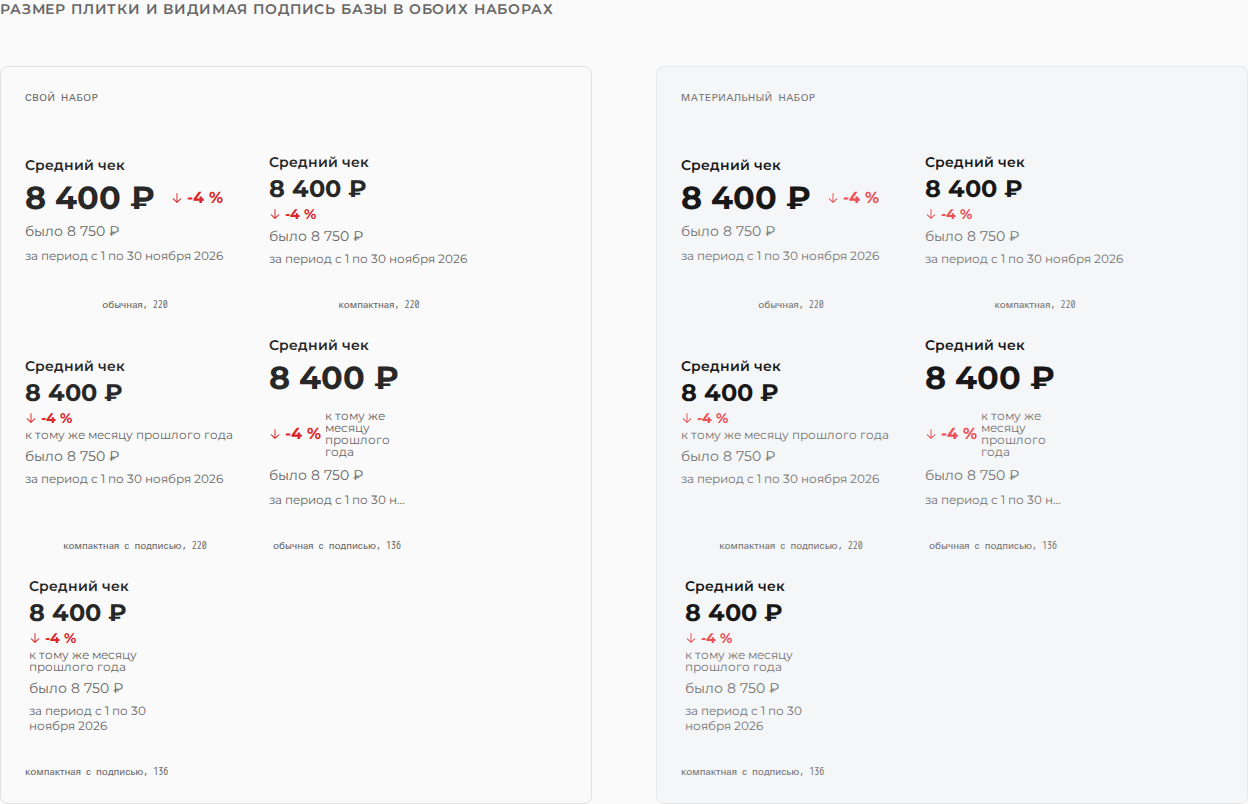 РАЗМЕР ПЛИТКИ И ВИДИМАЯ ПОДПИСЬ БАЗЫ В ОБОИХ НАБОРАХ
СВОЙ НАБОР
Средний чек
8 400 ₽ ↓ -4 %
было 8 750 ₽
за период с 1 по 30 ноября 2026
обычная, 220
Средний чек
8 400 ₽
↓ -4 %
было 8 750 ₽
за период с 1 по 30 ноября 2026
компактная, 220
Средний чек
8 400 ₽
↓ -4 %
к тому же месяцу прошлого года
было 8 750 ₽
за период с 1 по 30 ноября 2026
компактная с подписью, 220
Средний чек
8 400 ₽
↓ -4 %
к тому же
месяцу
прошлого
года
было 8 750 ₽
за период с 1 по 30 н...
обычная с подписью, 136
Средний чек
8 400 ₽
↓ -4 %
к тому же месяцу
прошлого года
было 8 750 ₽
за период с 1 по 30
ноября 2026
компактная с подписью, 136
МАТЕРИАЛЬНЫЙ НАБОР
Средний чек
8 400 ₽ ↓ -4 %
было 8 750 ₽
за период с 1 по 30 ноября 2026
обычная, 220
Средний чек
8 400 ₽
↓ -4 %
было 8 750 ₽
за период с 1 по 30 ноября 2026
компактная, 220
Средний чек
8 400 ₽
↓ -4 %
к тому же месяцу прошлого года
было 8 750 ₽
за период с 1 по 30 ноября 2026
компактная с подписью, 220
Средний чек
8 400 ₽
↓ -4 %
к тому же
месяцу
прошлого
года
было 8 750 ₽
за период с 1 по 30 н...
обычная с подписью, 136
Средний чек
8 400 ₽
↓ -4 %
к тому же месяцу
прошлого года
было 8 750 ₽
за период с 1 по 30
ноября 2026
компактная с подписью, 136